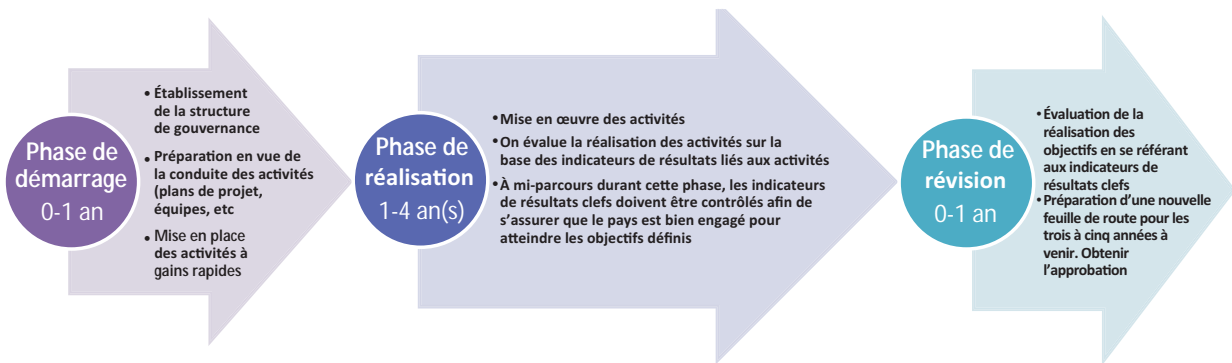 Phase de
démarrage
0-1 an
• Établissement
de la structure
de gouvernance
• Préparation en vue de
la conduite des activités
(plans de projet,
équipes, etc
• Mise en place
des activités à
gains rapides
Phase de
réalisation
1-4 an(s)
• Mise en œuvre des activités
• On évalue la réalisation des activités sur la
base des indicateurs de résultats liés aux activités
• À mi-parcours durant cette phase, les indicateurs
de résultats clefs doivent être contrôlés afin de
s’assurer que le pays est bien engagé pour
atteindre les objectifs définis
Phase de
révision
0-1 an
• Évaluation de la
réalisation des
objectifs en se référant
aux indicateurs de
résultats clefs
• Préparation d’une nouvelle
feuille de route pour les
trois à cinq années à
venir. Obtenir
l’approbation